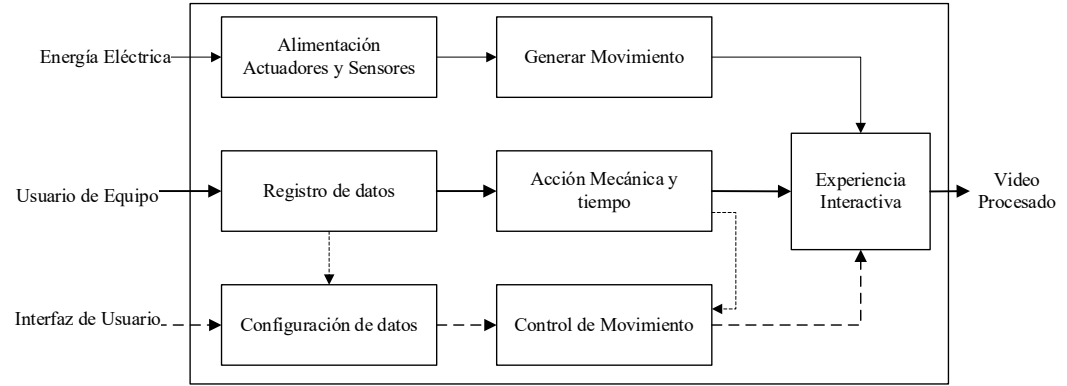 Energía Eléctrica
Alimentación
Actuadores y Sensores
Generar Movimiento
Usuario de Equipo
Registro de datos
Acción Mecánica y
tiempo
Experiencia
Interactiva
Video
Procesado
Interfaz de Usuario
Configuración de datos
Control de Movimiento